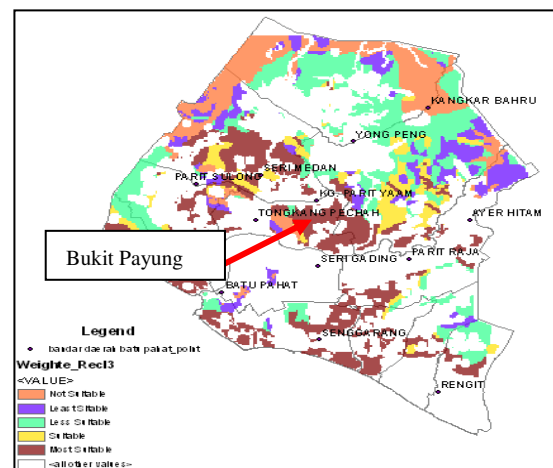 KANGKAR BAHRU
YONG PENG
SERI MEDAN
PARIT SULONG
KG. PARIT YAAM
TONGKANG PECHAH
AYER HITAM
Bukit Payung
SERI GADING
PARIT RAJA
BATU PAHAT
Legend
SENGGARANG
bandar daerah batu pahat_point
Weighte_Recl3
<VALUE>
RENGIT
Not Suitable
Least Suitable
Less Suitable
Suitable
Most Suitable
<all other values>